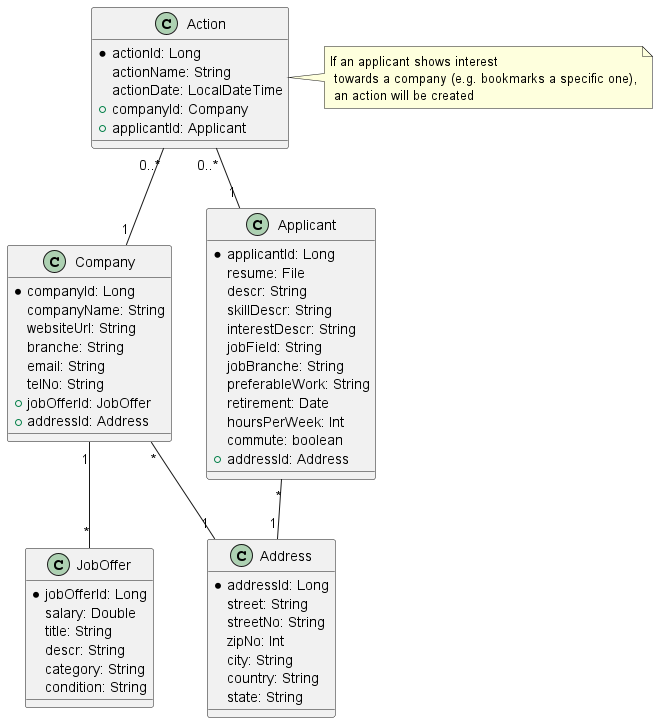 C Action
actionId: Long
actionName: String
actionDate: LocalDateTime
companyId: Company
applicantId: Applicant
If an applicant shows interest
towards a company (e.g. bookmarks a specific one),
an action will be created
0..*
0..*
1
1
C Company
companyId: Long
companyName: String
websiteUrl: String
branche: String
email: String
telNo: String
jobOfferId: JobOffer
addressId: Address
C Applicant
applicantId: Long
resume: File
descr: String
skillDescr: String
interestDescr: String
jobField: String
jobBranche: String
preferableWork: String
retirement: Date
hoursPerWeek: Int
commute: boolean
addressId: Address
1
*
*
*
1
1
C JobOffer
jobOfferId: Long
salary: Double
title: String
descr: String
category: String
condition: String
C Address
addressId: Long
street: String
streetNo: String
zipNo: Int
city: String
country: String
state: String